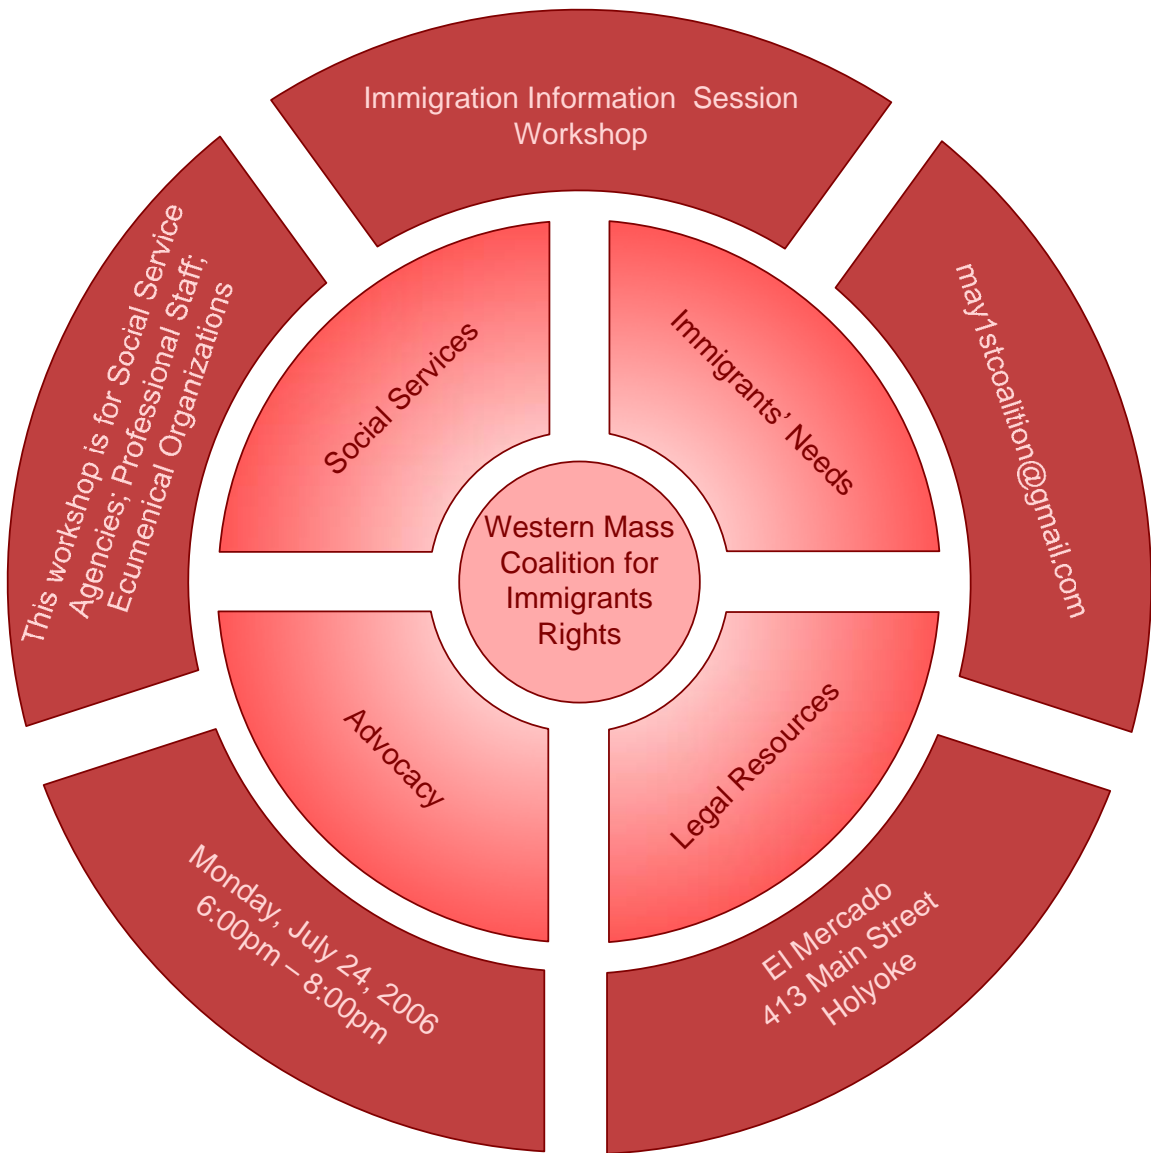 Immigration Information Session
Workshop
This workshop is for Social Service
Agencies; Professional Staff;
Ecumenical Organizations
may1stcoalition@gmail.com
Social Services
Immigrants’ Needs
Western Mass
Coalition for
Immigrants
Rights
Advocacy
Legal Resources
Monday, July 24, 2006
6:00pm – 8:00pm
El Mercado
413 Main Street
Holyoke